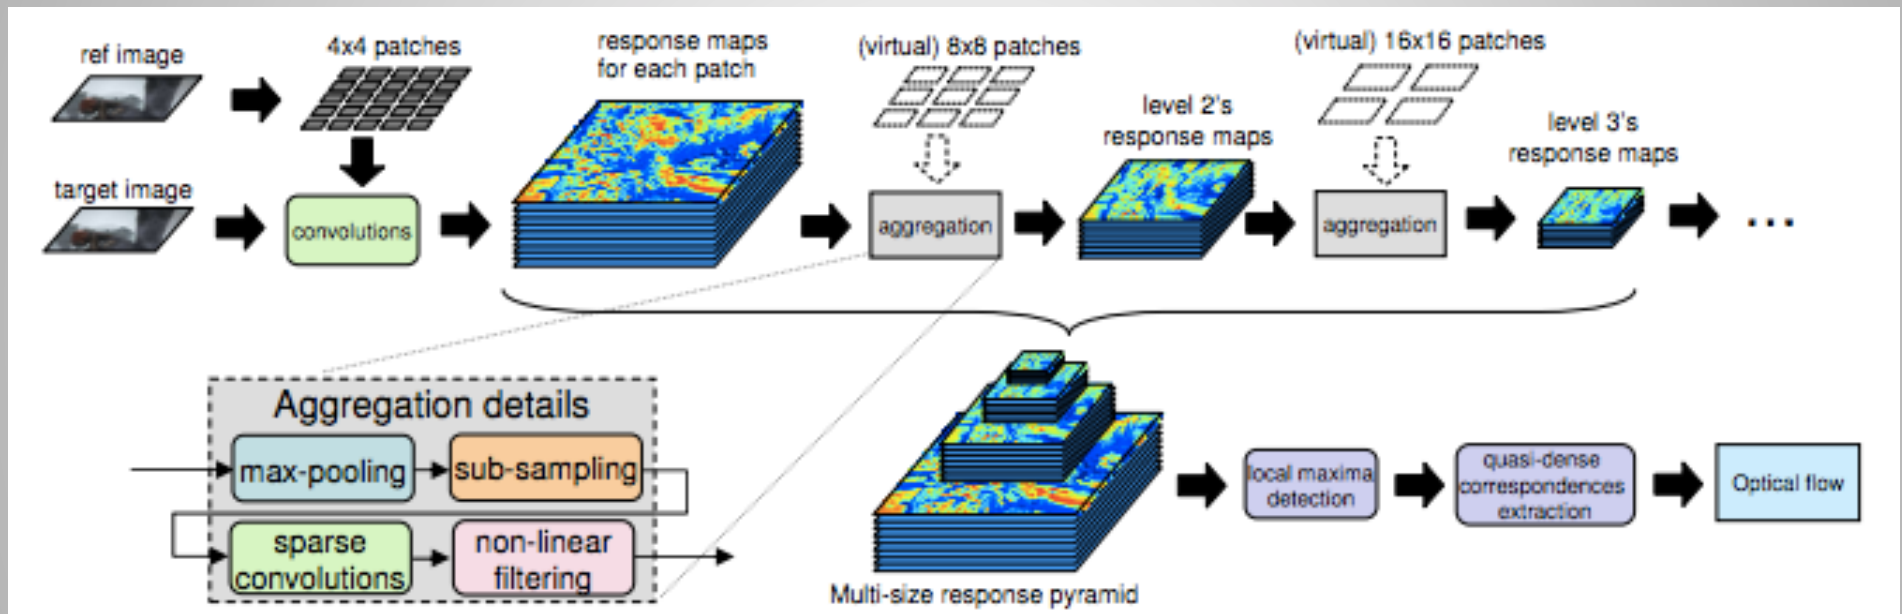 ref image
4x4 patches
response maps
for each patch
(virtual) 8x8 patches
(virtual) 16x16 patches
level 2's
response maps
level 3's
response maps
target image
convolutions
aggregation
aggregation
...
Aggregation details
max-pooling
sub-sampling
sparse
convolutions
non-linear
filtering
local maxima
detection
quasi-dense
correspondences
extraction
Optical flow
Multi-size response pyramid